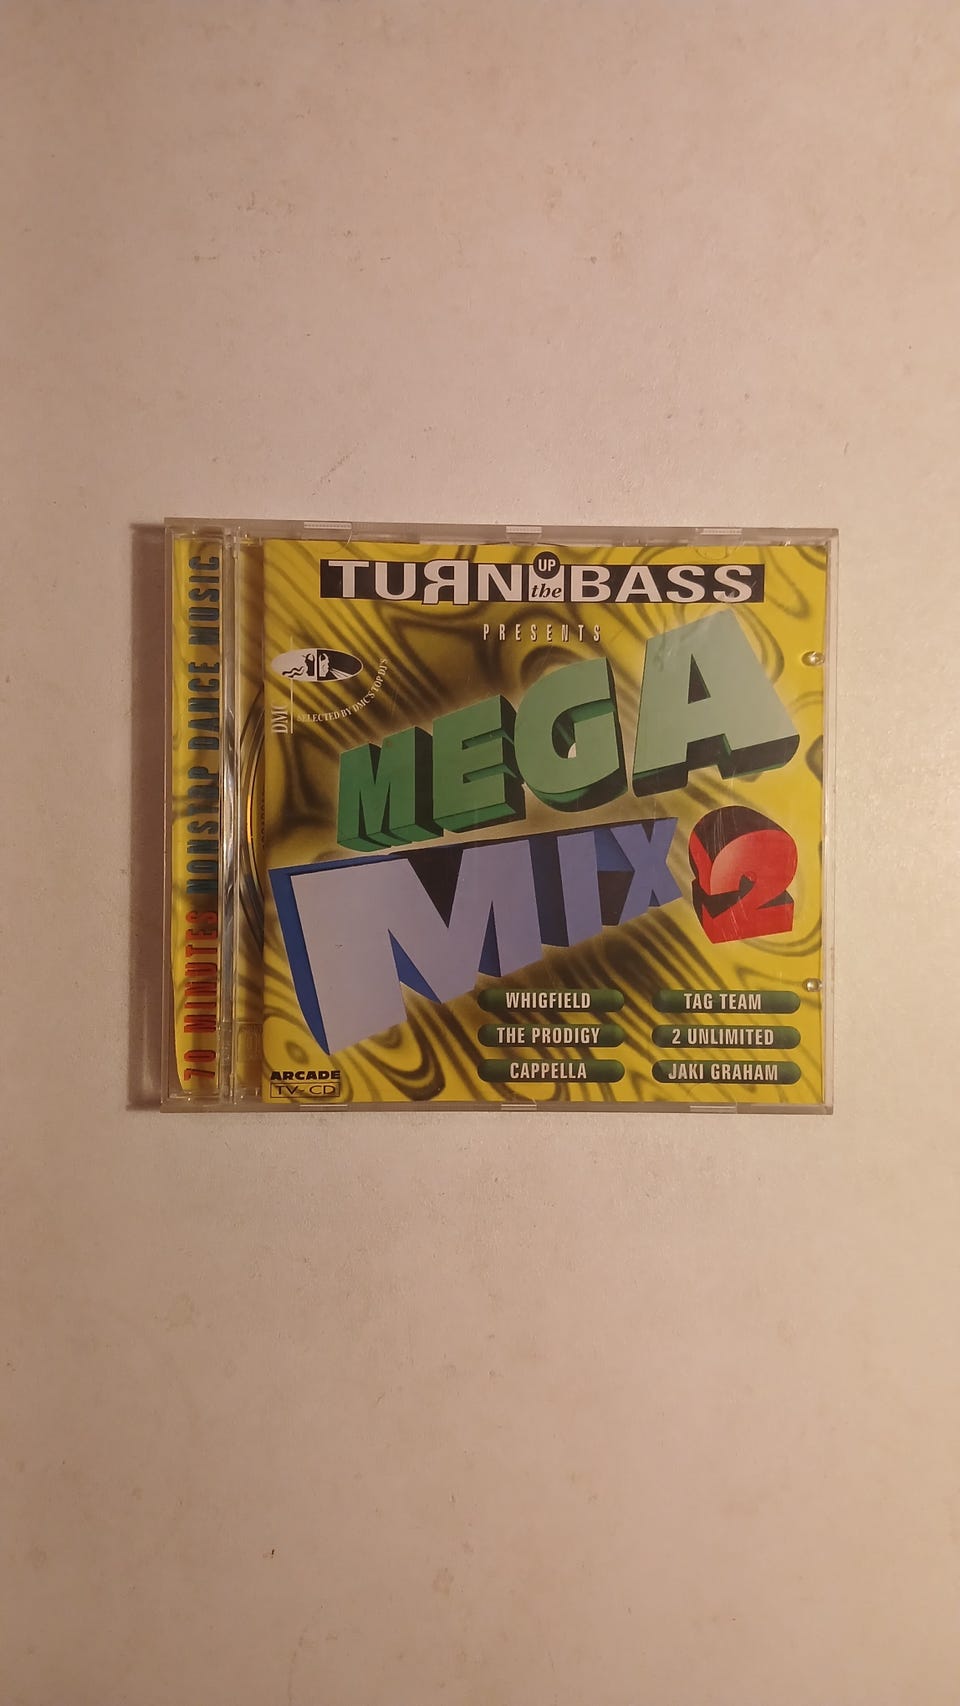 TURN UP the BASS
PRESENTS
DMC
SELECTED BY DMC'S TOP DJ'S
MEGA
MIX 2
WHIGFIELD
TAG TEAM
THE PRODIGY
2 UNLIMITED
CAPPELLA
JAKI GRAHAM
ARCADE
TV-CD
70 MINUTES NONSTOP DANCE MUSIC